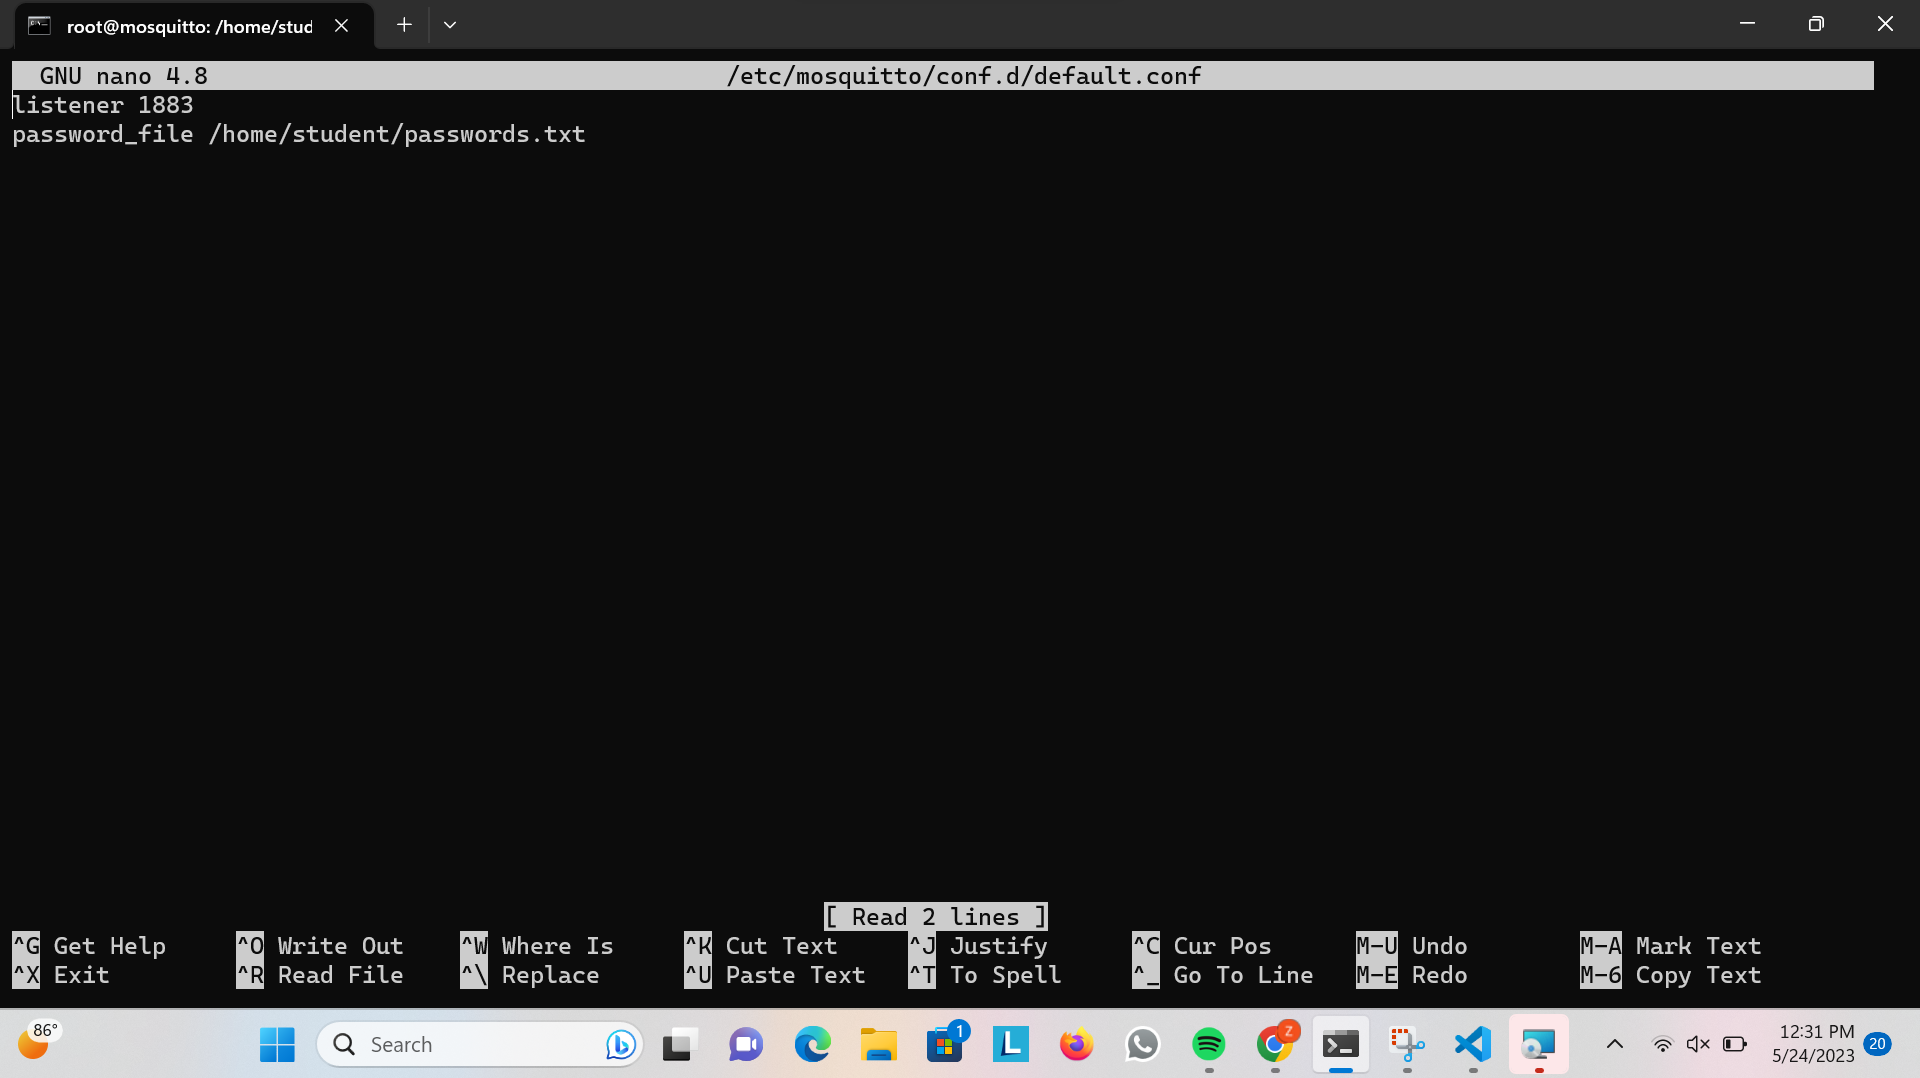 root@mosquitto: /home/stud
GNU nano 4.8 /etc/mosquitto/conf.d/default.conf
listener 1883
password_file /home/student/passwords.txt
[ Read 2 lines ]
^G Get Help ^O Write Out ^W Where Is ^K Cut Text ^J Justify ^C Cur Pos M-U Undo M-A Mark Text
^X Exit ^R Read File ^\ Replace ^U Paste Text ^T To Spell ^_ Go To Line M-E Redo M-6 Copy Text
86°
Search
1
L
Z
12:31 PM
5/24/2023
20